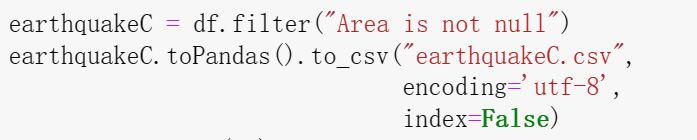 earthquakeC = df.filter("Area is not null")
earthquakeC.toPandas().to_csv("earthquakeC.csv",
encoding='utf-8',
index=False)